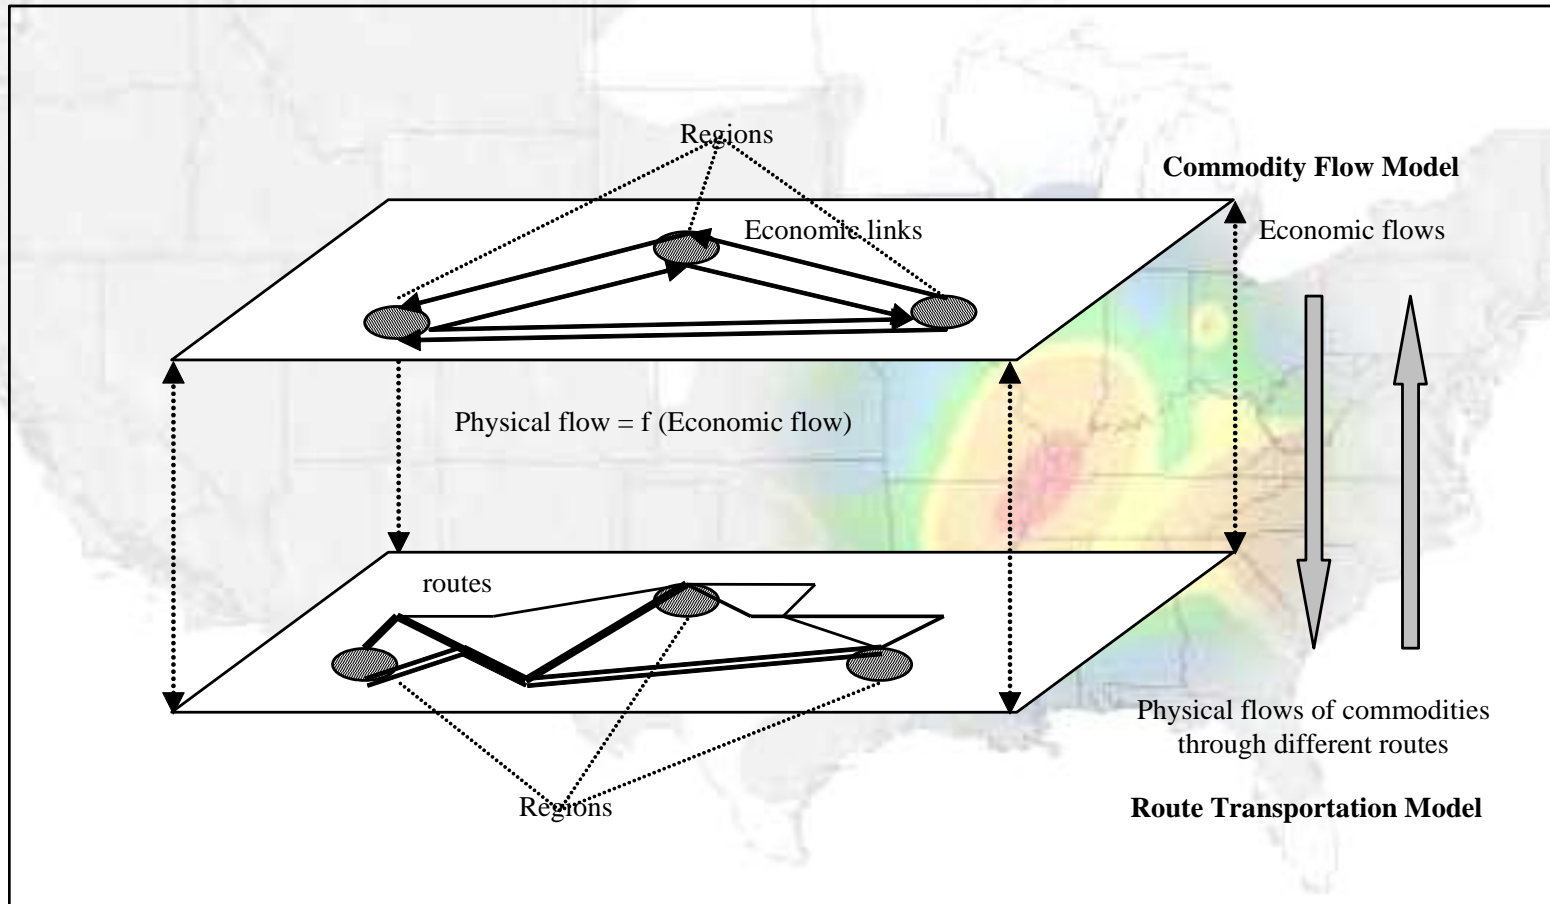 Regions
Commodity Flow Model
Economic links
Economic flows
Physical flow = f (Economic flow)
routes
Physical flows of commodities
through different routes
Regions
Route Transportation Model